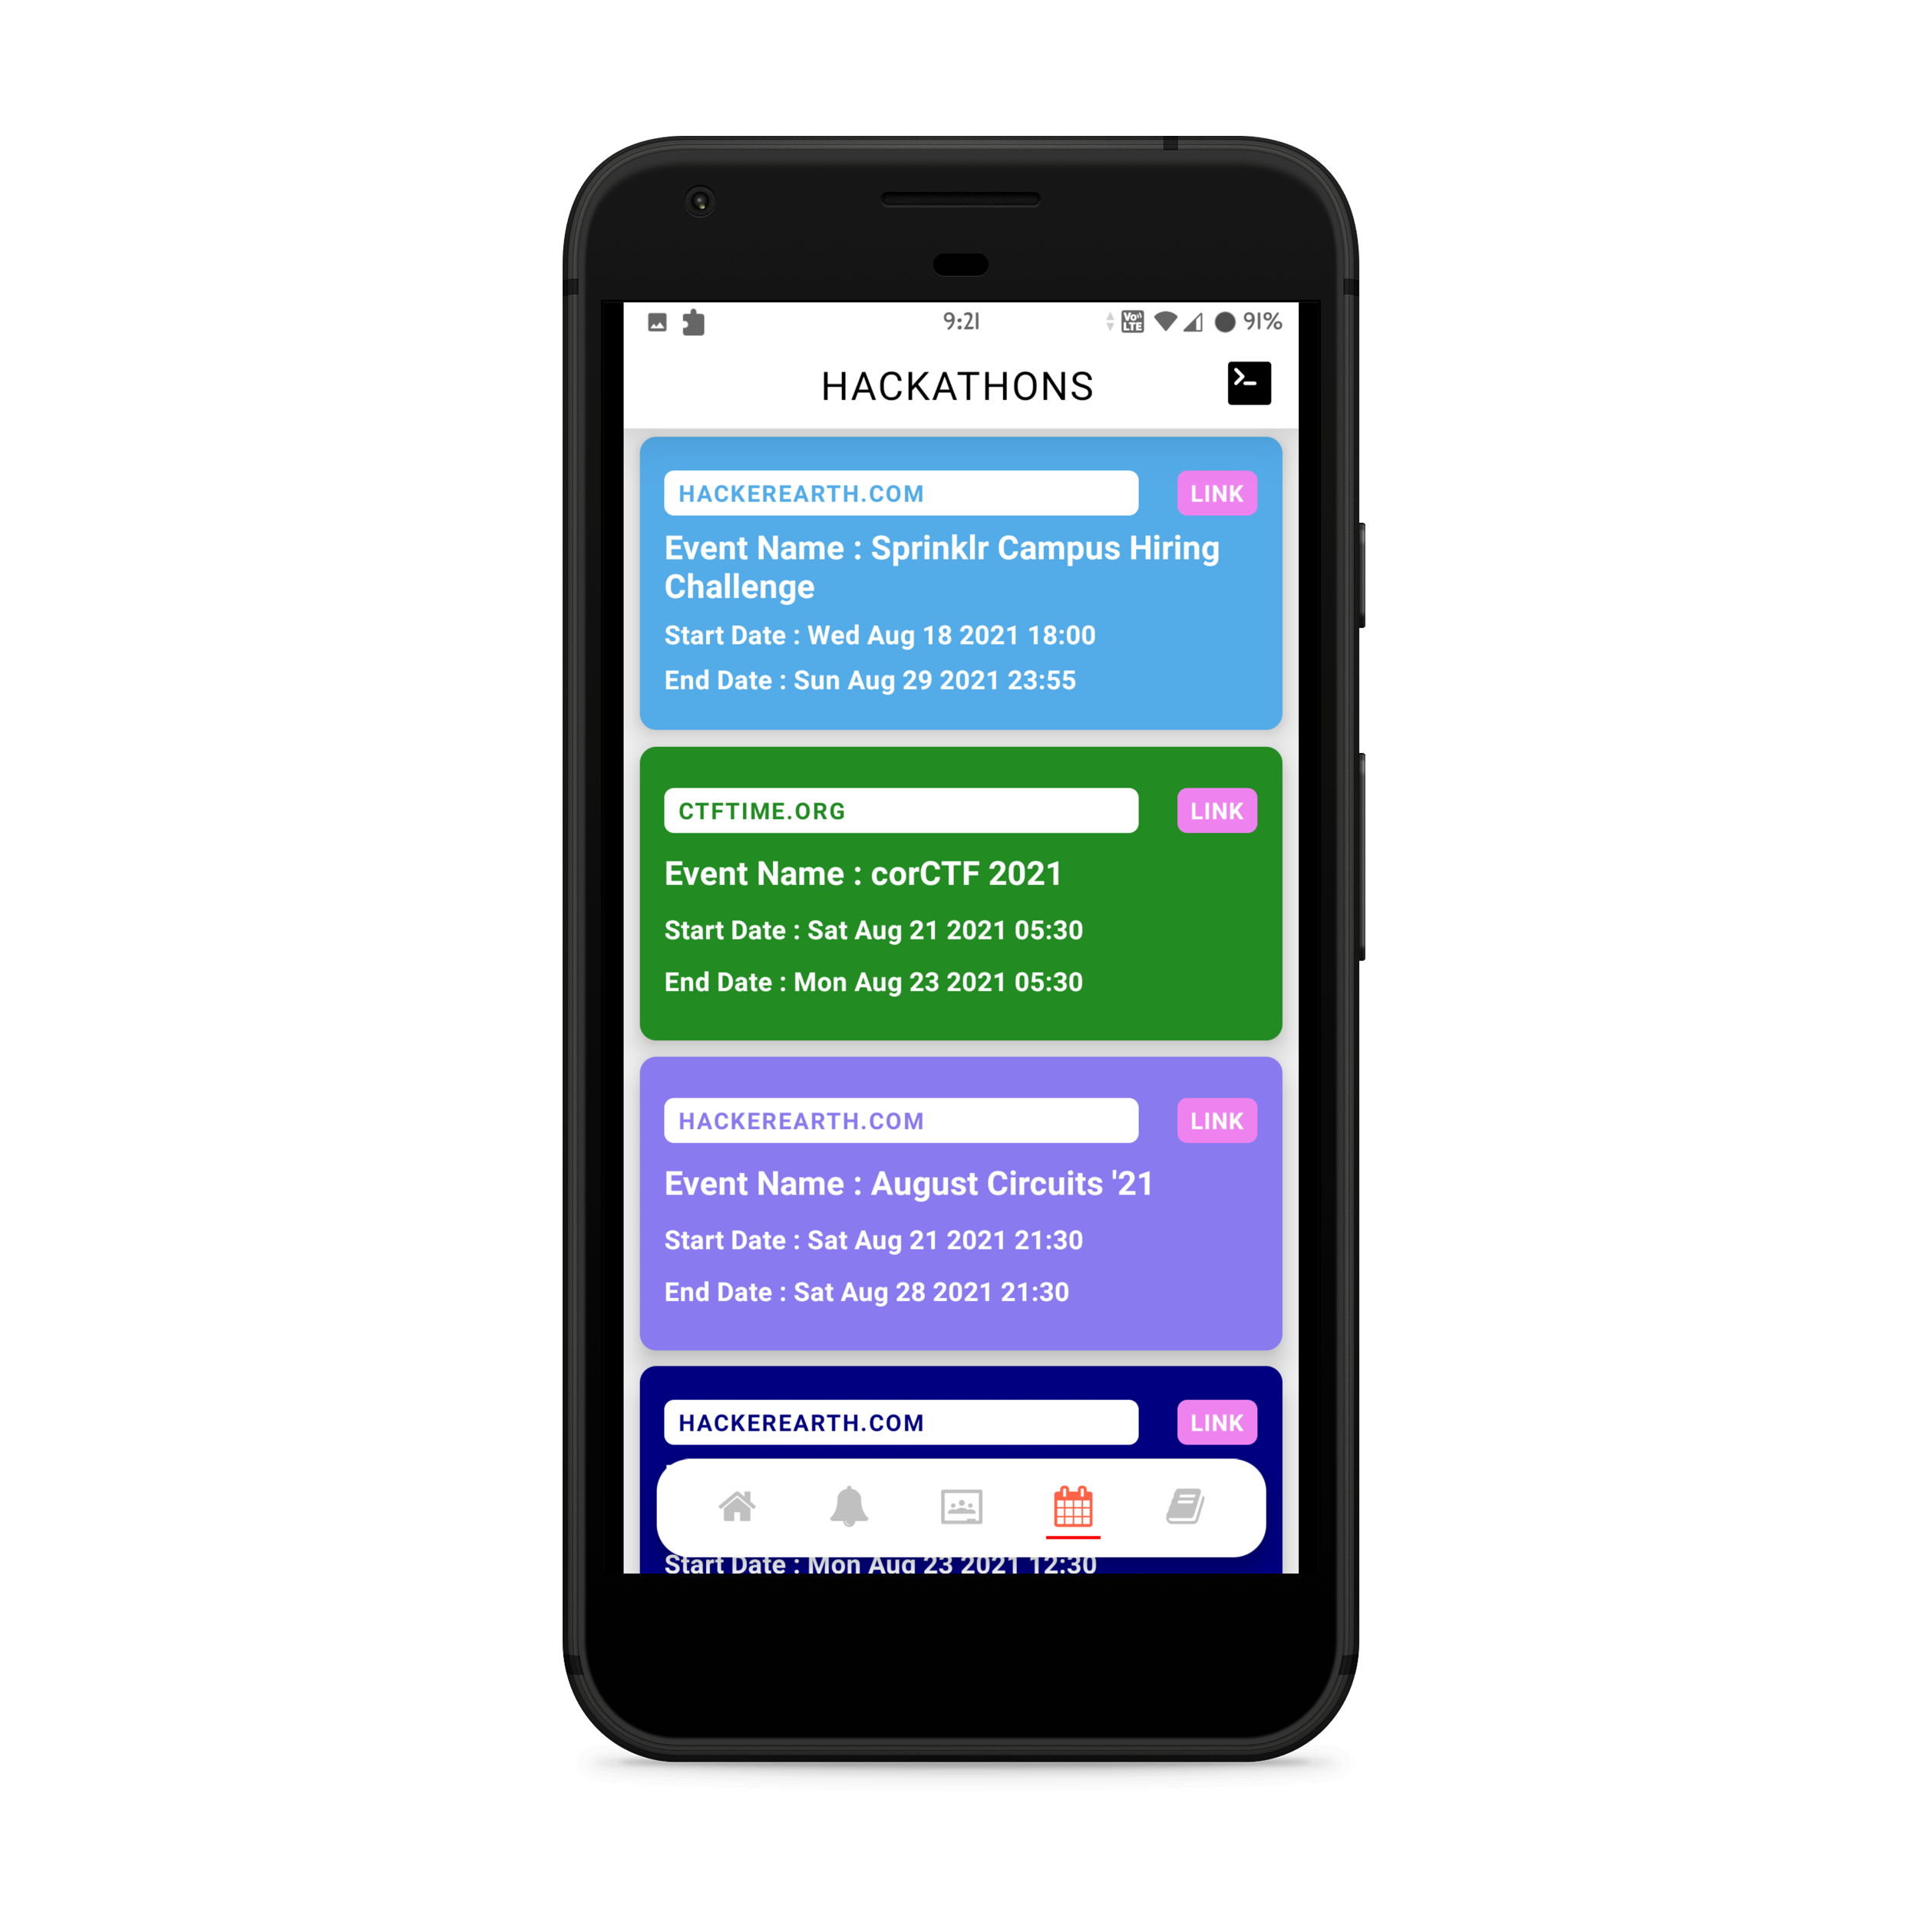 9:21
Vo LTE
91%
HACKATHONS
HACKEREARTH.COM
LINK
Event Name : Sprinklr Campus Hiring
Challenge
Start Date : Wed Aug 18 2021 18:00
End Date : Sun Aug 29 2021 23:55
CTFTIME.ORG
LINK
Event Name : corCTF 2021
Start Date : Sat Aug 21 2021 05:30
End Date : Mon Aug 23 2021 05:30
HACKEREARTH.COM
LINK
Event Name : August Circuits '21
Start Date : Sat Aug 21 2021 21:30
End Date : Sat Aug 28 2021 21:30
HACKEREARTH.COM
LINK
Start Date : Mon Aug 23 2021 12:30